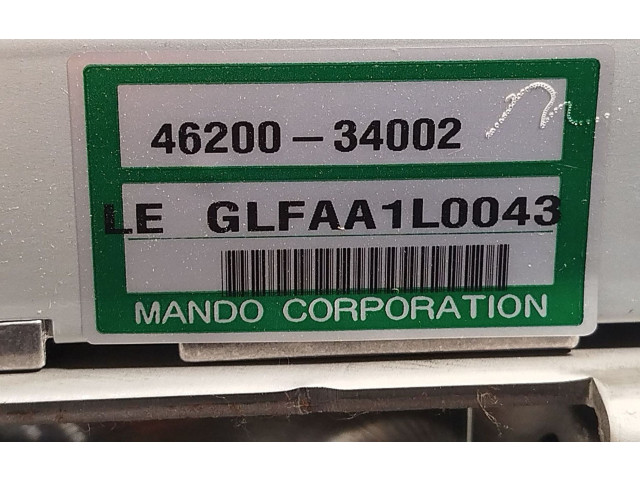 46200-34002
LE GLFAA1L0043
MANDO CORPORATION